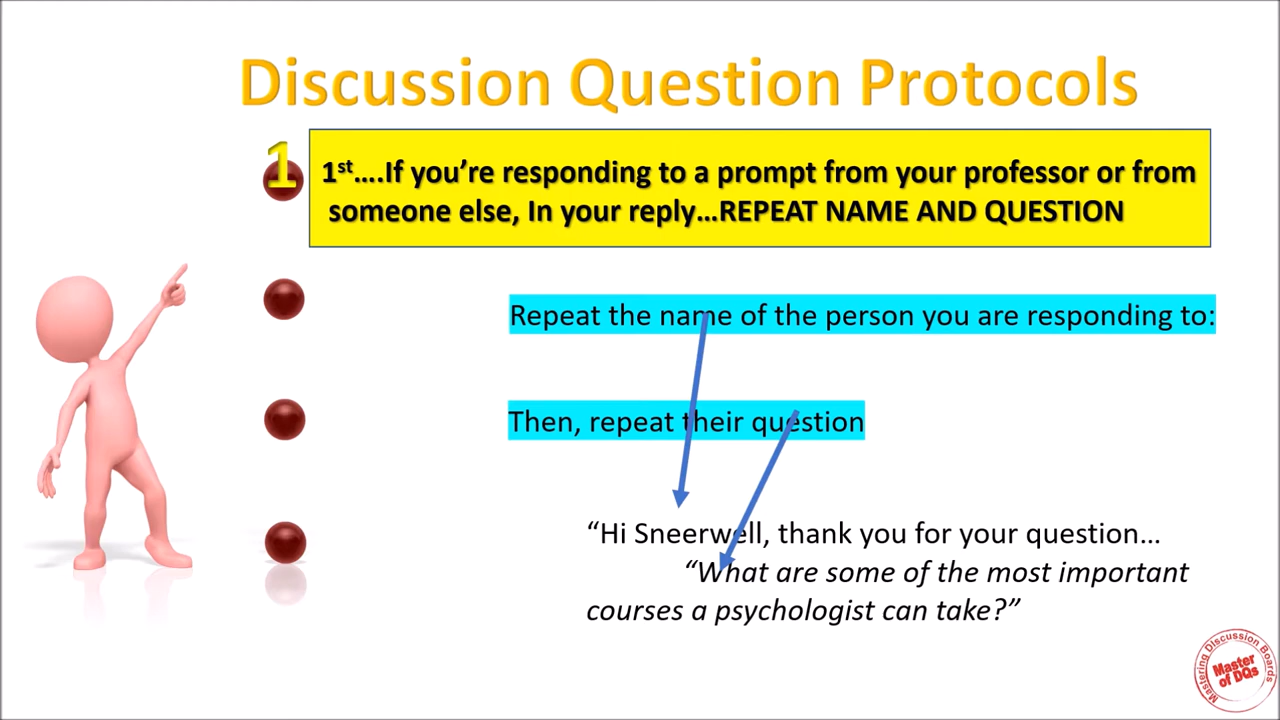 Discussion Question Protocols
1
1st….If you’re responding to a prompt from your professor or from
someone else, In your reply…REPEAT NAME AND QUESTION
Repeat the name of the person you are responding to:
Then, repeat their question
“Hi Sneerwell, thank you for your question…
“What are some of the most important
courses a psychologist can take?”
Mastering Discussion Boards
Master
of DQs